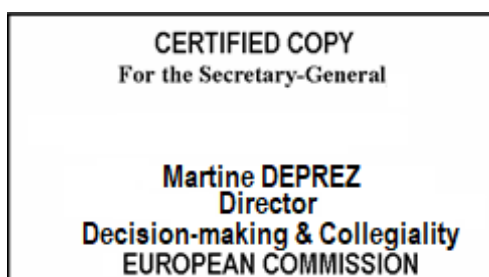 CERTIFIED COPY
For the Secretary-General
Martine DEPREZ
Director
Decision-making & Collegiality
EUROPEAN COMMISSION